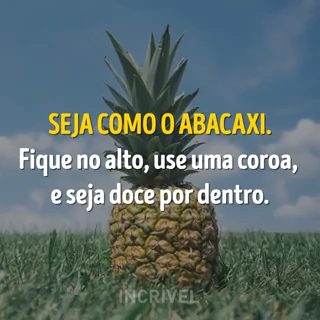 SEJA COMO O ABACAXI.
Fique no alto, use uma coroa,
e seja doce por dentro.
INCRÍVEL